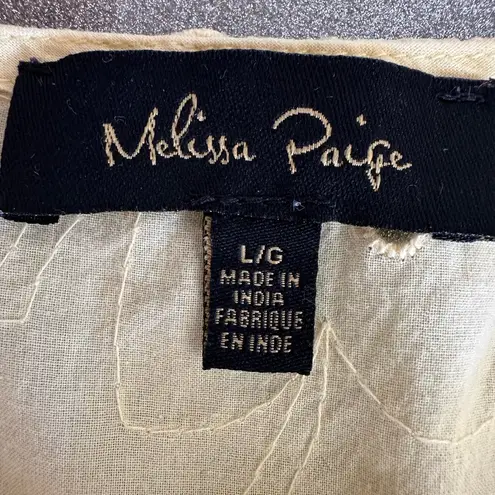 Melissa Paige
L/G
MADE IN
INDIA
FABRIQUE
EN INDE